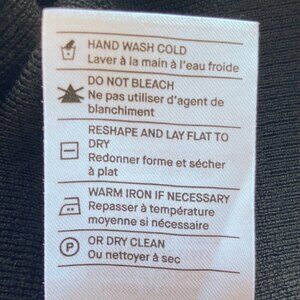 HAND WASH COLD
Laver à la main à l'eau froide
DO NOT BLEACH
Ne pas utiliser d'agent de
blanchiment
RESHAPE AND LAY FLAT TO
DRY
Redonner forme et sécher
à plat
WARM IRON IF NECESSARY
Repasser à température
moyenne si nécessaire
P
OR DRY CLEAN
Ou nettoyer à sec